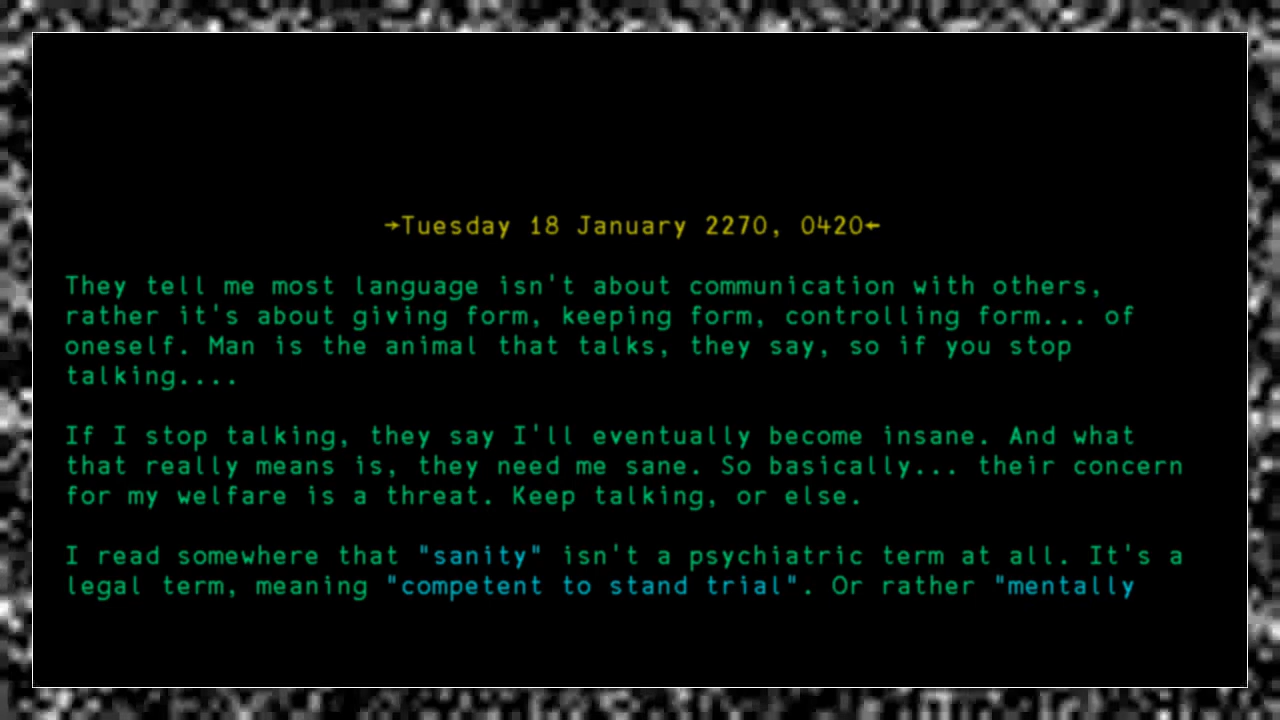 →Tuesday 18 January 2270, 0420←
They tell me most language isn't about communication with others,
rather it's about giving form, keeping form, controlling form... of
oneself. Man is the animal that talks, they say, so if you stop
talking....
If I stop talking, they say I'll eventually become insane. And what
that really means is, they need me sane. So basically... their concern
for my welfare is a threat. Keep talking, or else.
I read somewhere that "sanity" isn't a psychiatric term at all. It's a
legal term, meaning "competent to stand trial". Or rather "mentally